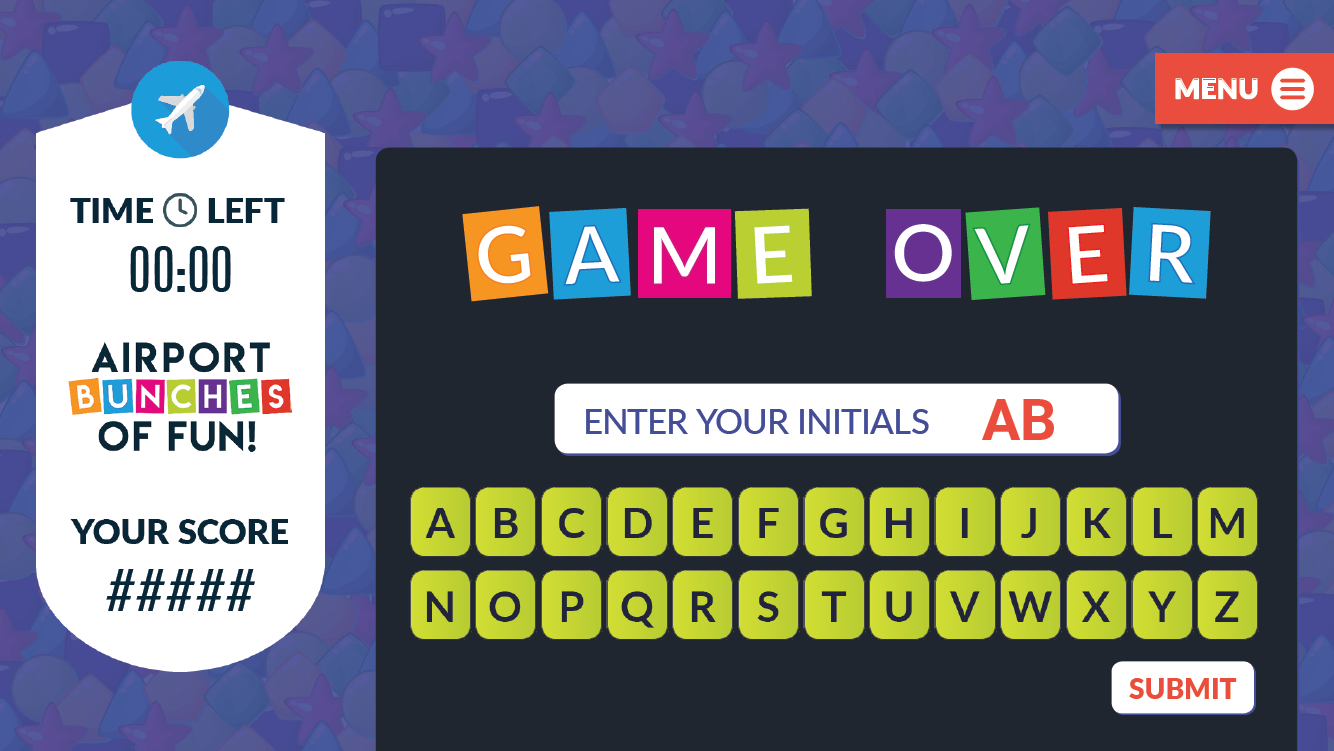 MENU
TIME LEFT
00:00
AIRPORT
BUNCHES
OF FUN!
YOUR SCORE
#####
GAME OVER
ENTER YOUR INITIALS AB
A B C D E F G H I J K L M
N O P Q R S T U V W X Y Z
SUBMIT